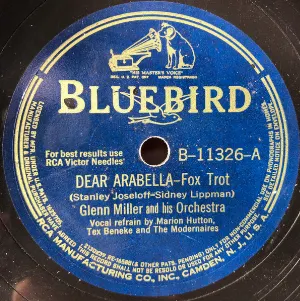 "HIS MASTER'S VOICE"
BLUEBIRD
For best results use
RCA Victor Needles
B-11326-A
DEAR ARABELLA-Fox Trot
(Stanley Joseloff-Sidney Lippman)
Glenn Miller and his Orchestra
Vocal refrain by Marion Hutton,
Tex Beneke and The Modernaires
RCA MANUFACTURING CO., INC., CAMDEN, N.J., U.S.A.